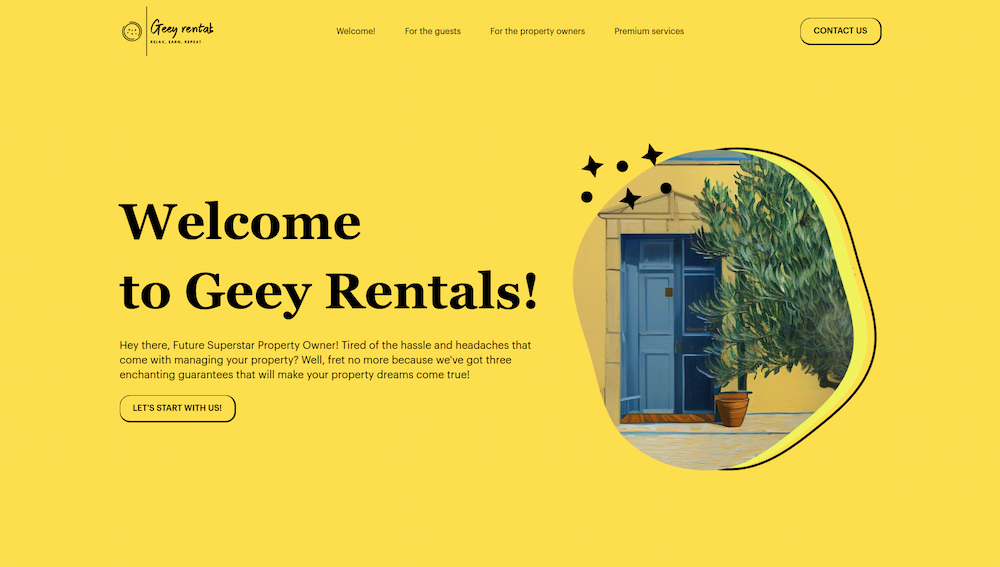 Geey rentals
RELAX, EARN, REPEAT
Welcome!
For the guests
For the property owners
Premium services
CONTACT US
Welcome
to Geey Rentals!
Hey there, Future Superstar Property Owner! Tired of the hassle and headaches that
come with managing your property? Well, fret no more because we've got three
enchanting guarantees that will make your property dreams come true!
LET'S START WITH US!